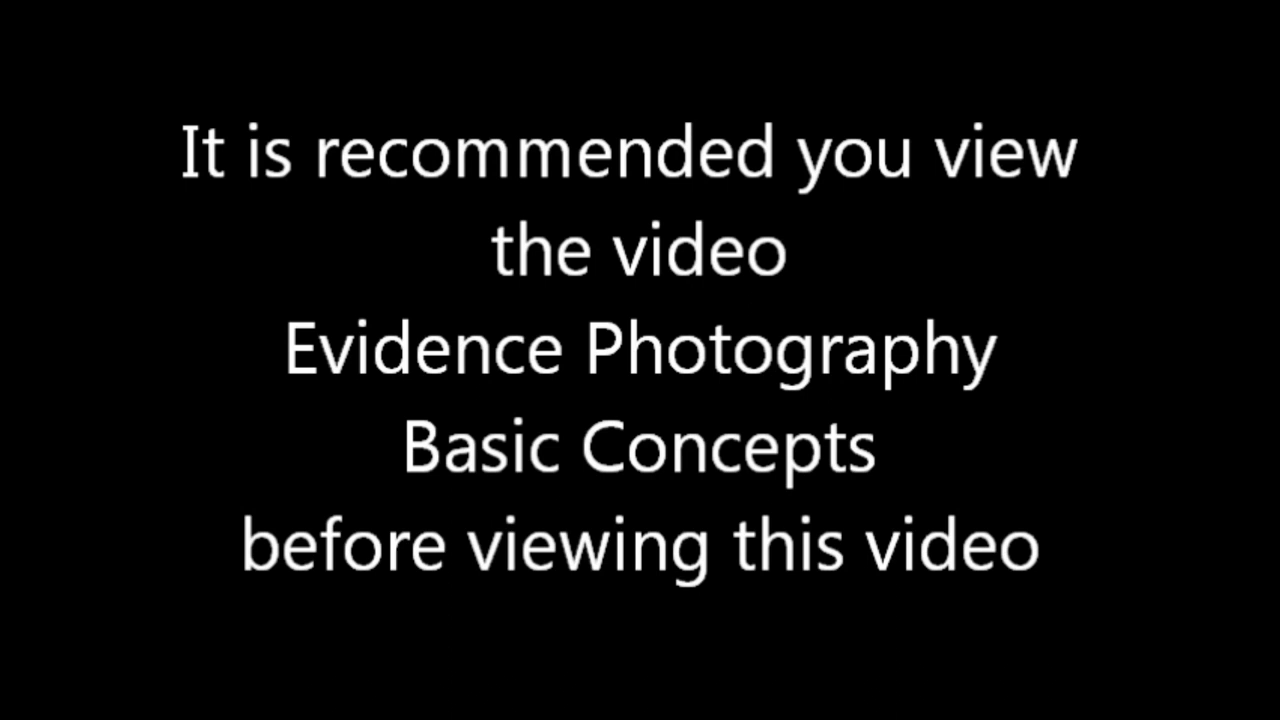 It is recommended you view
the video
Evidence Photography
Basic Concepts
before viewing this video